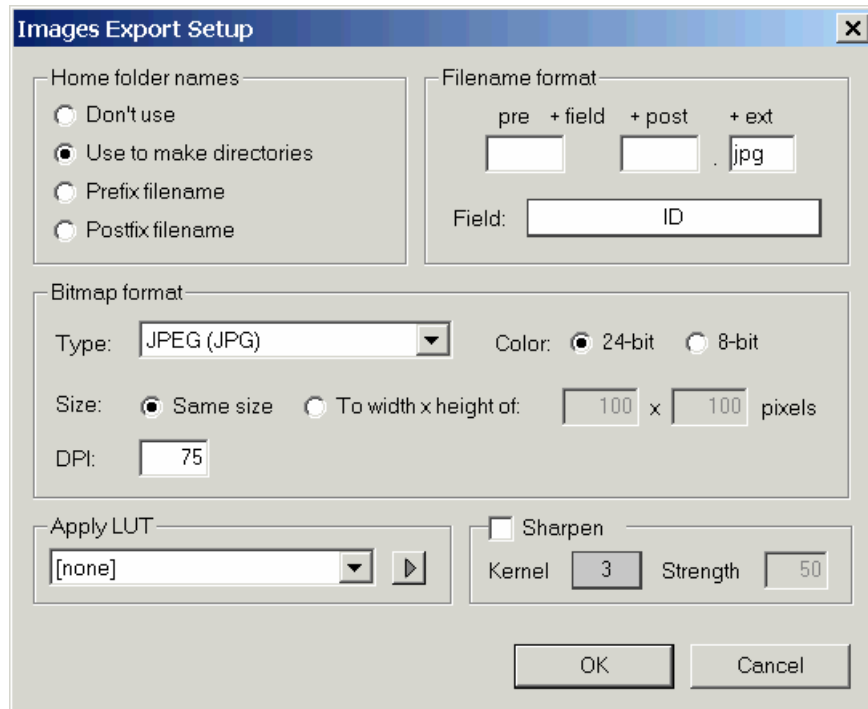 Images Export Setup
Home folder names
Don't use
Use to make directories
Prefix filename
Postfix filename
Filename format
pre + field + post + ext
. jpg
Field: ID
Bitmap format
Type: JPEG (JPG) Color: 24-bit 8-bit
Size: Same size To width x height of: 100 x 100 pixels
DPI: 75
Apply LUT
[none]
Sharpen
Kernel 3 Strength 50
OK Cancel